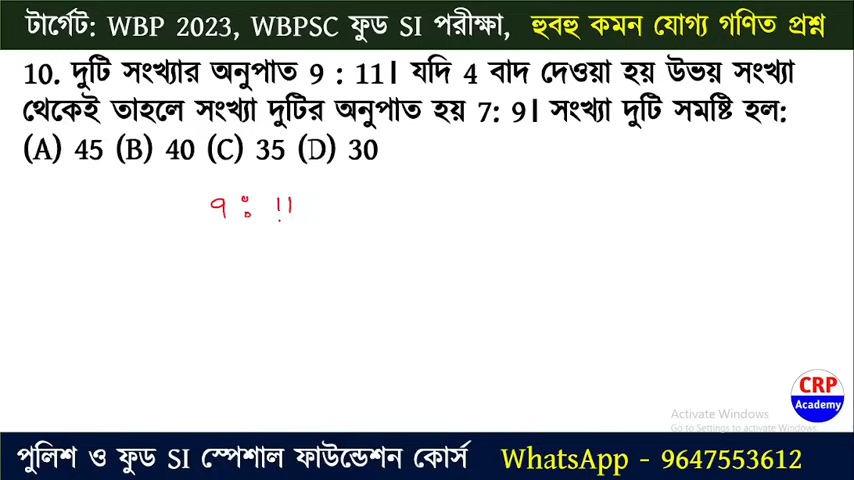 টার্গেট: WBP 2023, WBPSC ফুড SI পরীক্ষা, হুবহু কমন যোগ্য গণিত প্রশ্ন
10. দুটি সংখ্যার অনুপাত 9 : 11। যদি 4 বাদ দেওয়া হয় উভয় সংখ্যা
থেকেই তাহলে সংখ্যা দুটির অনুপাত হয় 7: 9। সংখ্যা দুটি সমষ্টি হল:
(A) 45 (B) 40 (C) 35 (D) 30
9 : 11
CRP
Academy
Activate Windows
Go to Settings to activate Windows.
পুলিশ ও ফুড SI স্পেশাল ফাউন্ডেশন কোর্স WhatsApp - 9647553612